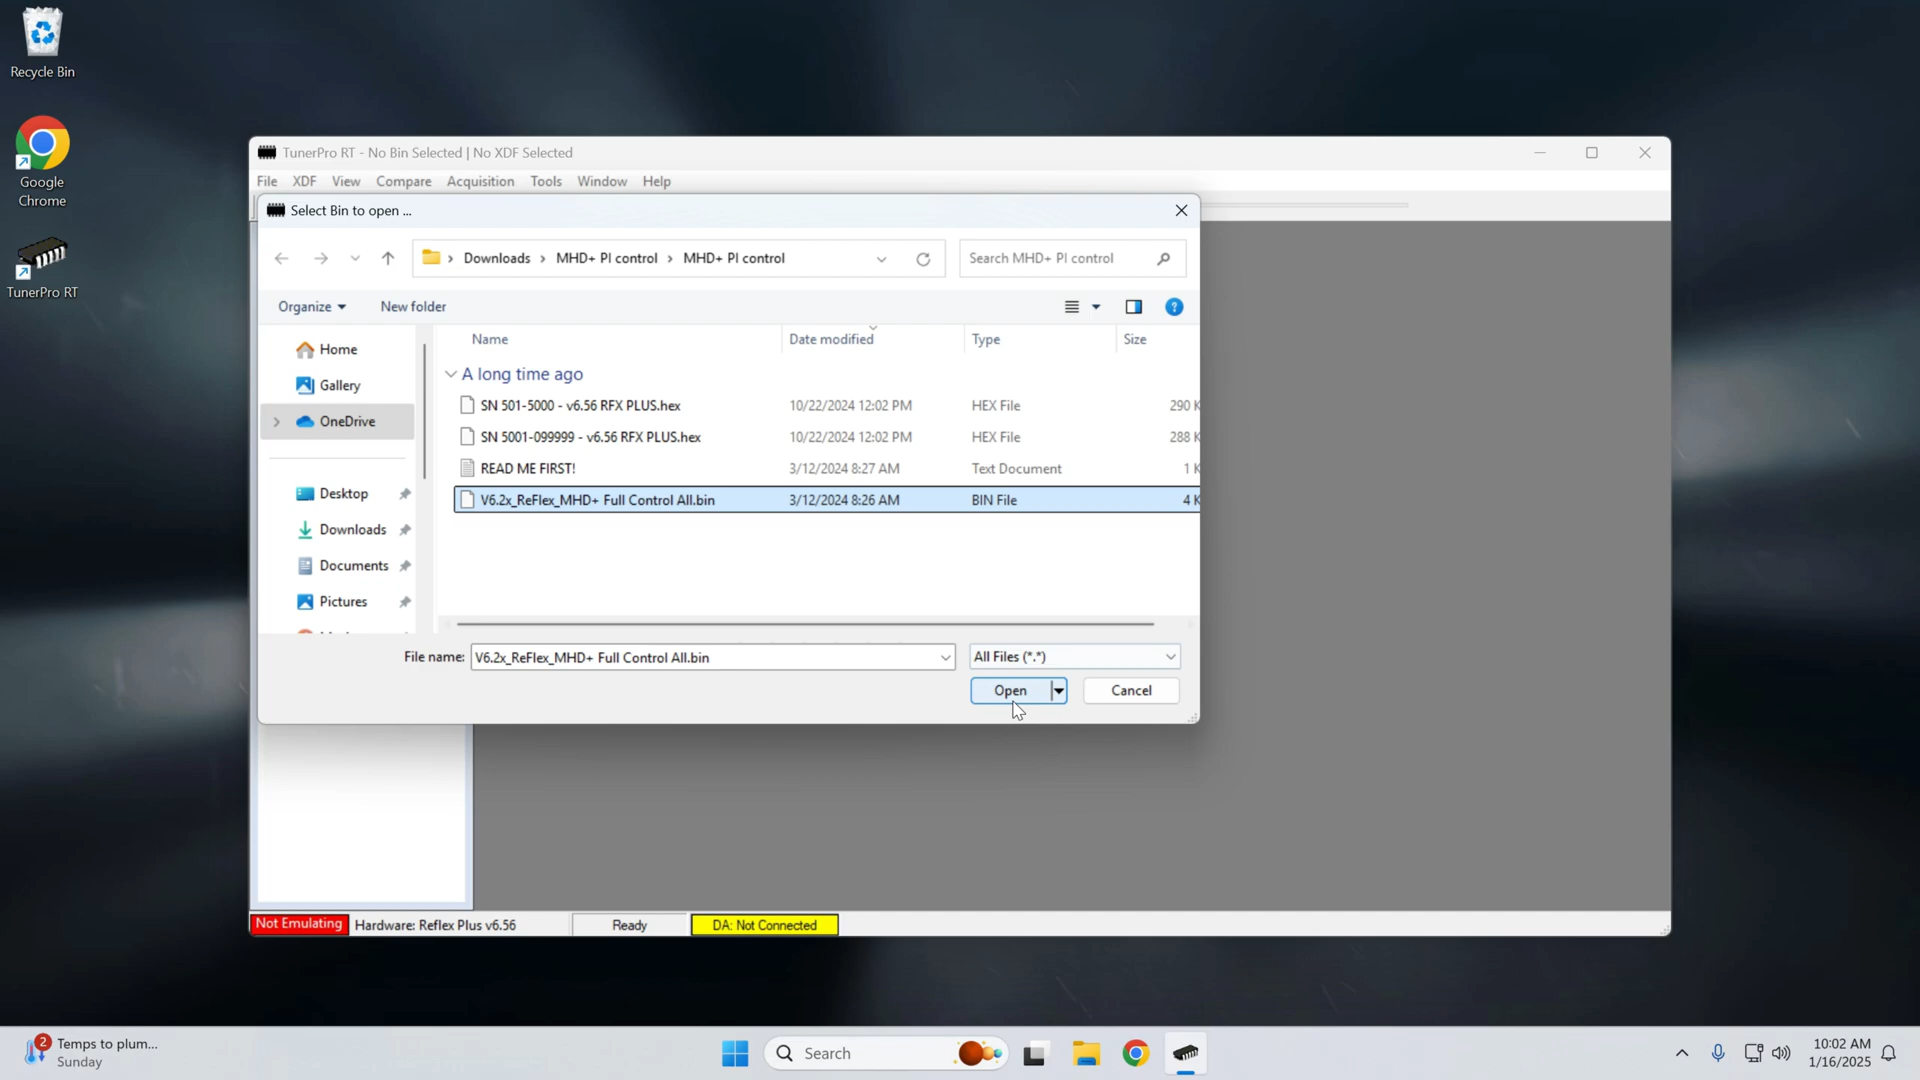 Recycle Bin
Google
Chrome
TunerPro RT
TunerPro RT - No Bin Selected | No XDF Selected
File XDF View Compare Acquisition Tools Window Help
Select Bin to open ...
Downloads > MHD+ PI control > MHD+ PI control
Search MHD+ PI control
Organize New folder
Name Date modified Type Size
Home
Gallery
OneDrive
Desktop
Downloads
Documents
Pictures
A long time ago
SN 501-5000 - v6.56 RFX PLUS.hex 10/22/2024 12:02 PM HEX File 290 K
SN 5001-099999 - v6.56 RFX PLUS.hex 10/22/2024 12:02 PM HEX File 288 K
READ ME FIRST! 3/12/2024 8:27 AM Text Document 1 K
V6.2x_ReFlex_MHD+ Full Control All.bin 3/12/2024 8:26 AM BIN File 4 K
File name: V6.2x_ReFlex_MHD+ Full Control All.bin All Files (*.*)
Open Cancel
Not Emulating Hardware: Reflex Plus v6.56 Ready DA: Not Connected
2 Temps to plum...
Sunday
Search
10:02 AM
1/16/2025